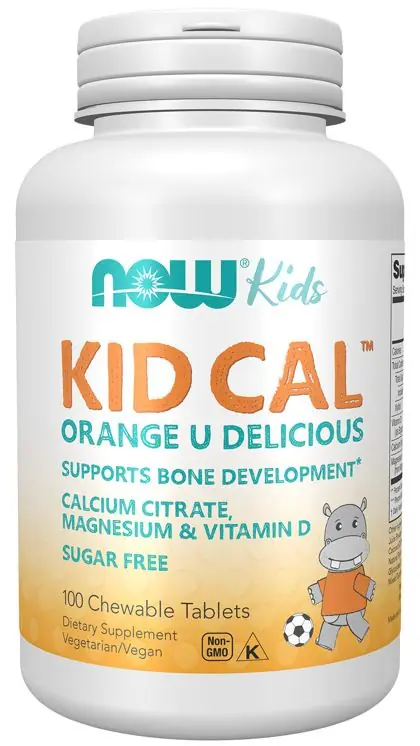 NOW® Kids
KID CAL™
ORANGE U DELICIOUS
SUPPORTS BONE DEVELOPMENT*
CALCIUM CITRATE,
MAGNESIUM & VITAMIN D
SUGAR FREE
100 Chewable Tablets
Dietary Supplement
Vegetarian/Vegan
Non-
GMO
K